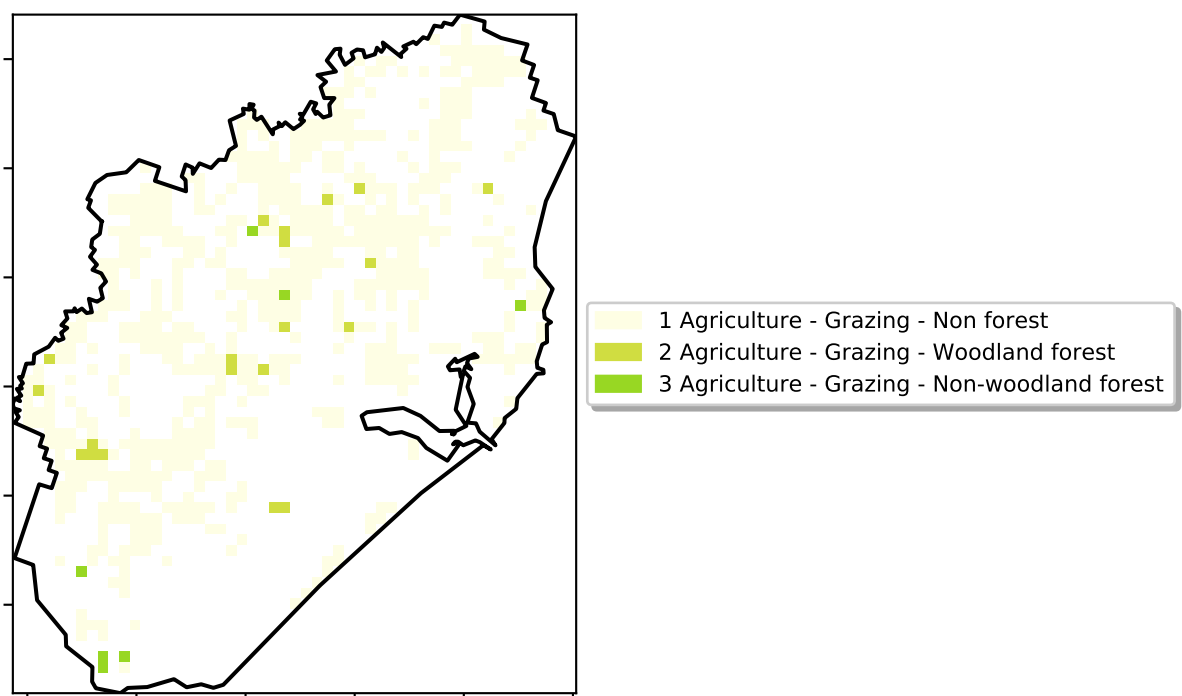 1 Agriculture - Grazing - Non forest
2 Agriculture - Grazing - Woodland forest
3 Agriculture - Grazing - Non-woodland forest